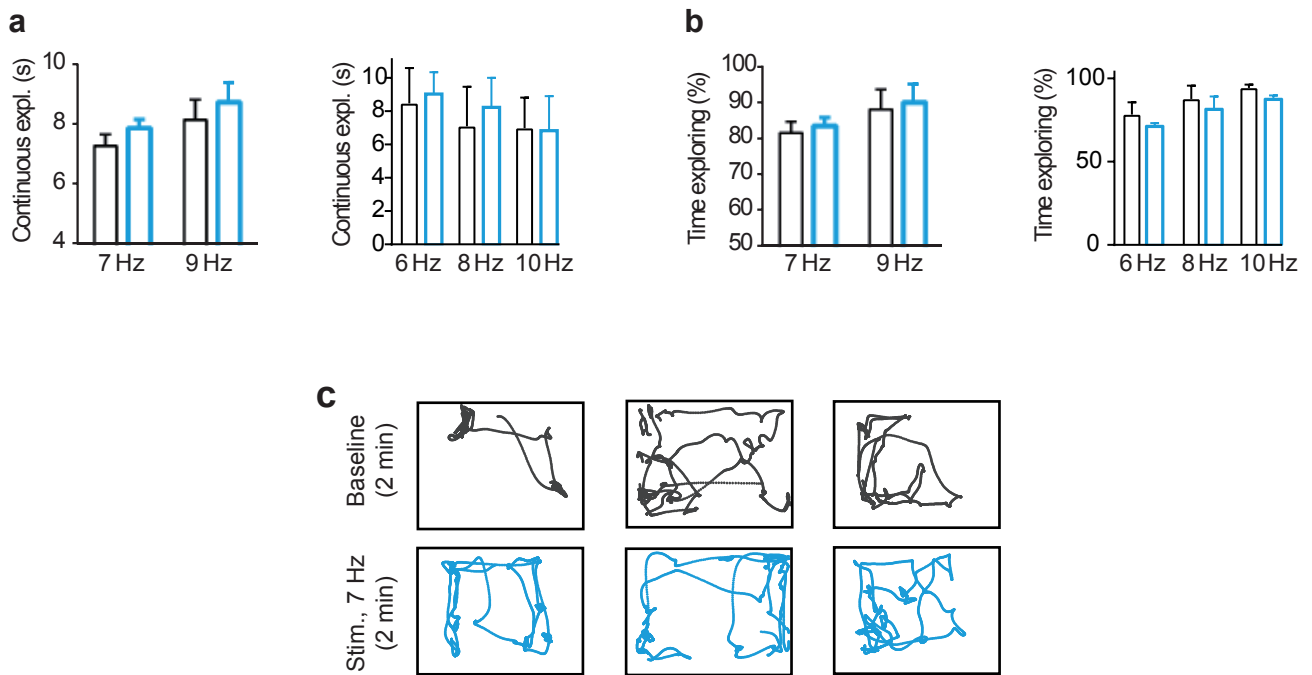 a
Continuous expl. (s)
10
8
6
4
7 Hz 9 Hz
Continuous expl. (s)
10
8
6
4
2
0
6 Hz 8 Hz 10 Hz
b
Time exploring (%)
100
90
80
70
60
50
7 Hz 9 Hz
Time exploring (%)
100
50
0
6 Hz 8 Hz 10 Hz
c
Baseline
(2 min)
Stim., 7 Hz
(2 min)